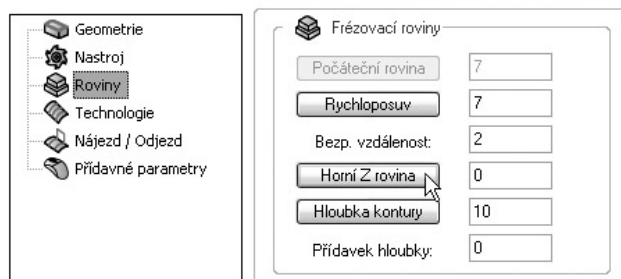 Geometrie
Nastroj
Roviny
Technologie
Nájezd / Odjezd
Přídavné parametry
Frézovací roviny
Počáteční rovina 7
Rychloposuv 7
Bezp. vzdálenost: 2
Horní Z rovina 0
Hloubka kontury 10
Přídavek hloubky: 0